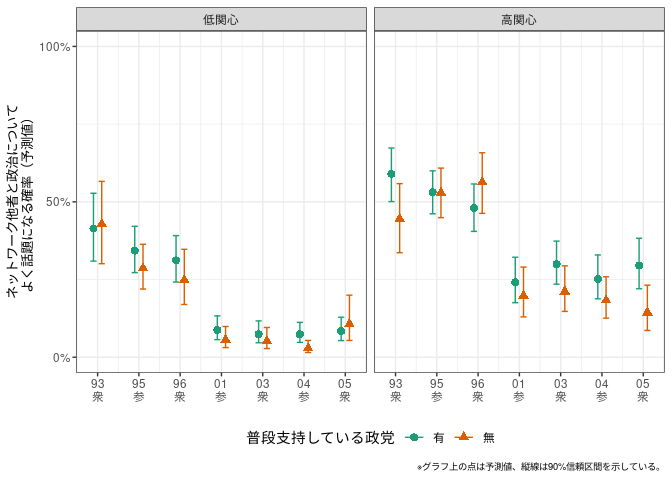 低関心
高関心
ネットワーク他者と政治について
よく話題になる確率（予測値）
100%
50%
0%
93
衆
95
参
96
衆
01
参
03
衆
04
参
05
衆
93
衆
95
参
96
衆
01
参
03
衆
04
参
05
衆
普段支持している政党
有
無
※グラフ上の点は予測値、縦線は90%信頼区間を示している。